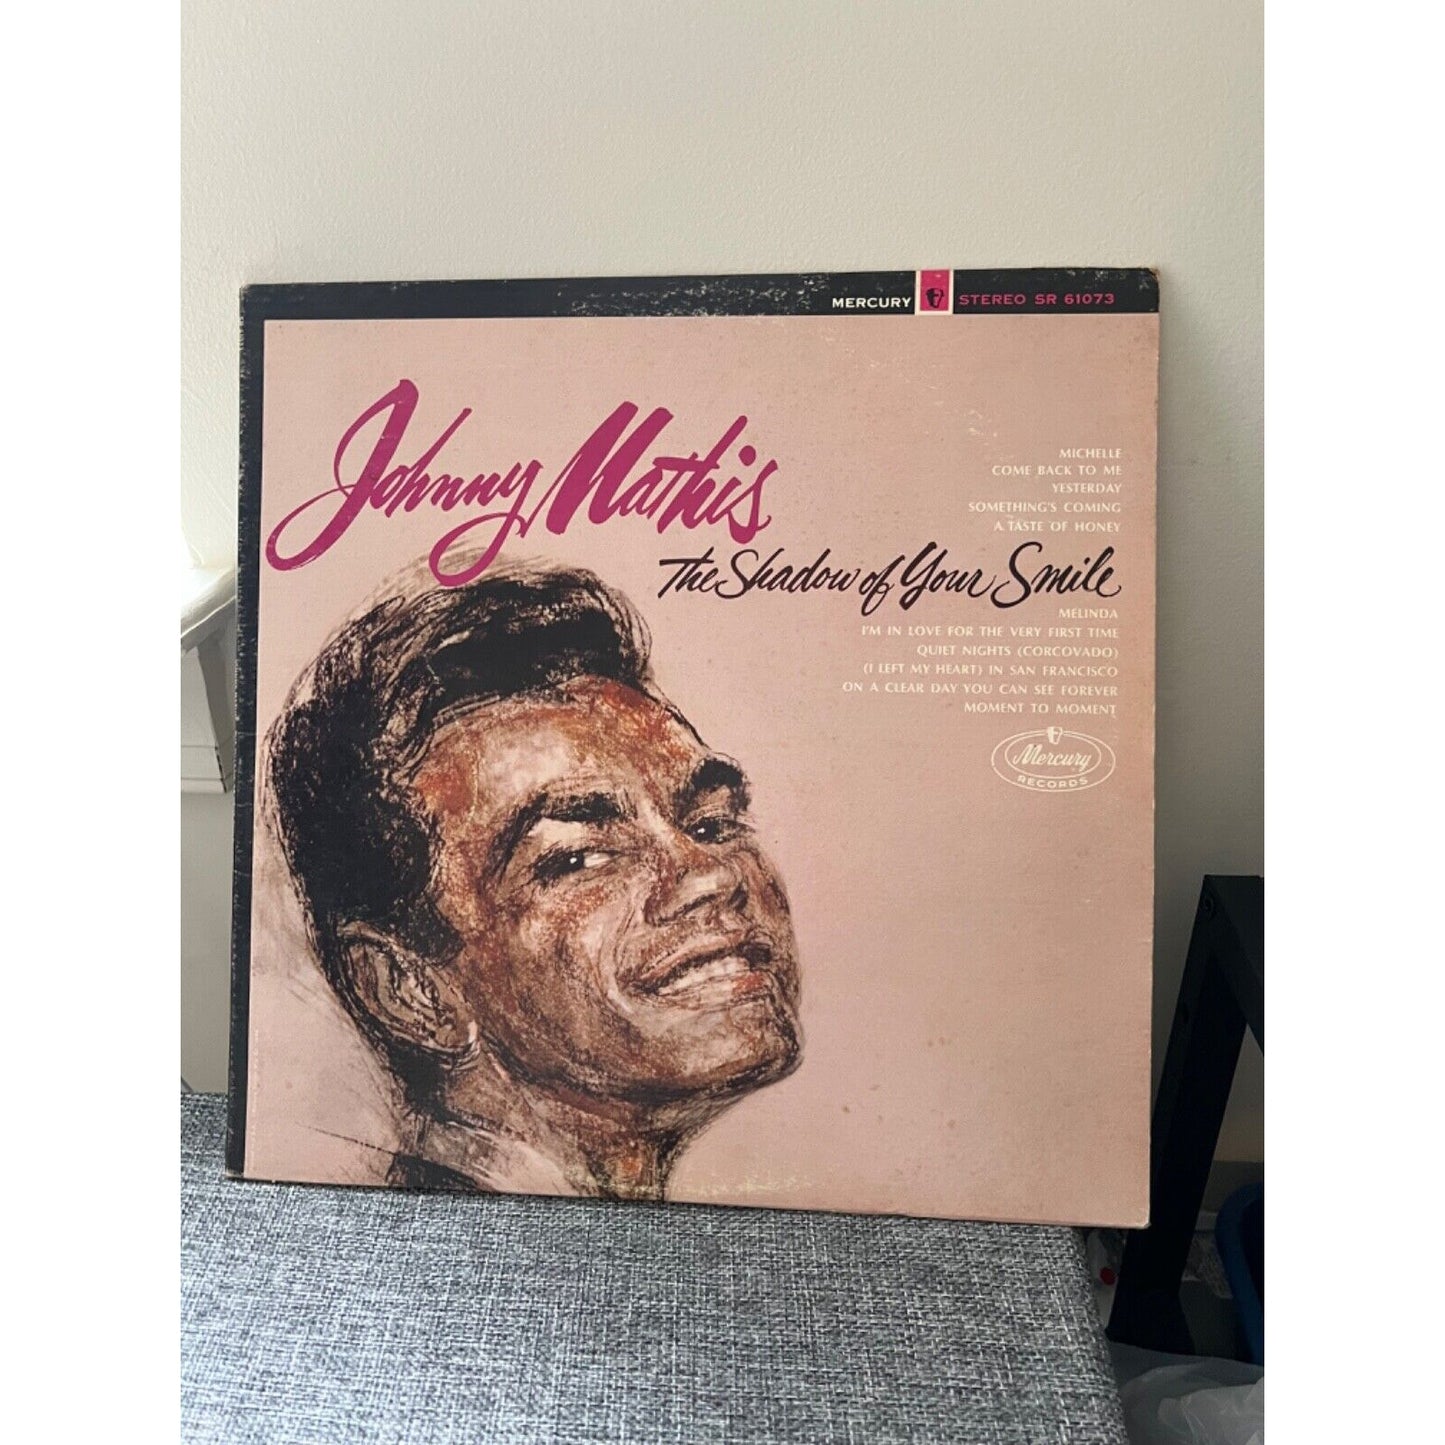 MERCURY STEREO SR 61073
Johnny Mathis
MICHELLE
COME BACK TO ME
YESTERDAY
SOMETHING'S COMING
A TASTE OF HONEY
The Shadow of Your Smile
MELINDA
I'M IN LOVE FOR THE VERY FIRST TIME
QUIET NIGHTS (CORCOVADO)
(I LEFT MY HEART) IN SAN FRANCISCO
ON A CLEAR DAY YOU CAN SEE FOREVER
MOMENT TO MOMENT
Mercury
RECORDS